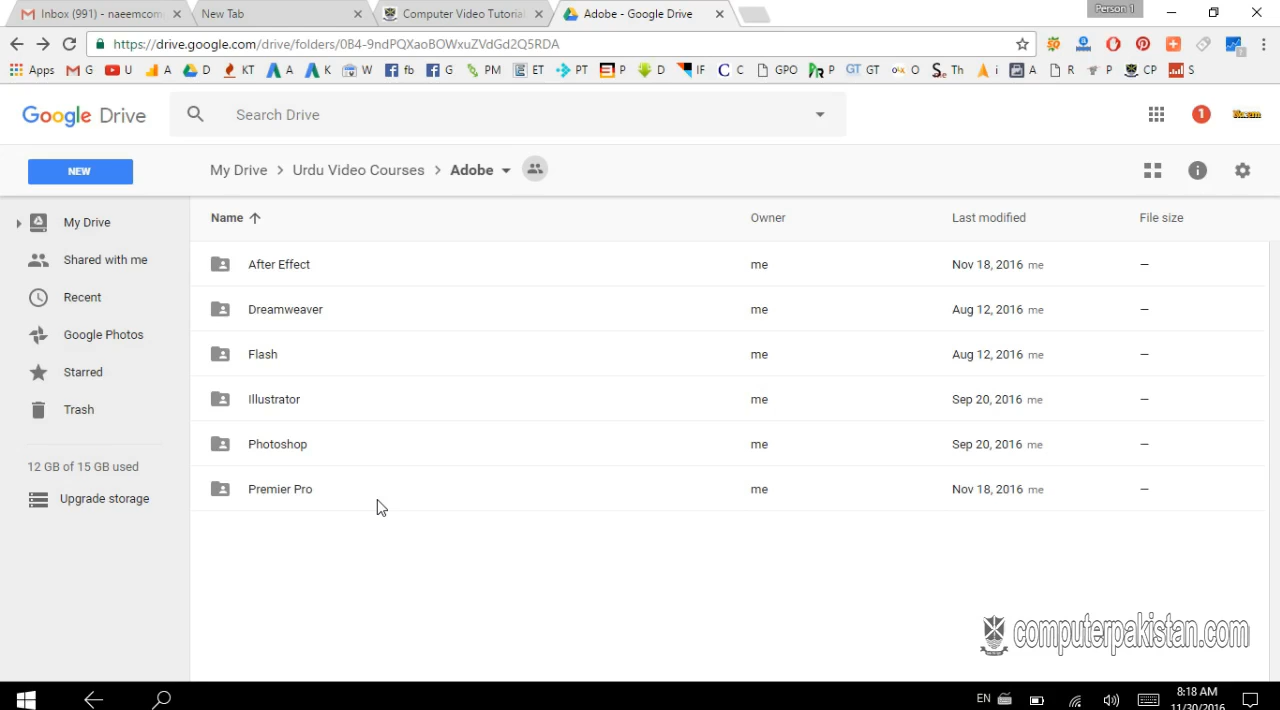 Inbox (991) - naeemcom
New Tab
Computer Video Tutorial
Adobe - Google Drive
Person 1
https://drive.google.com/drive/folders/0B4-9ndPQXaoBOWxuZVdGd2Q5RDA
Apps G U A D KT A K W fb G PM ET PT P D IF C GPO P GT O Th i A R P CP S
Google Drive
Search Drive
1
Naeem
NEW
My Drive > Urdu Video Courses > Adobe
Name Owner Last modified File size
My Drive
Shared with me
Recent
Google Photos
Starred
Trash
12 GB of 15 GB used
Upgrade storage
After Effect me Nov 18, 2016 me –
Dreamweaver me Aug 12, 2016 me –
Flash me Aug 12, 2016 me –
Illustrator me Sep 20, 2016 me –
Photoshop me Sep 20, 2016 me –
Premier Pro me Nov 18, 2016 me –
computerpakistan.com
EN
8:18 AM
11/30/2016